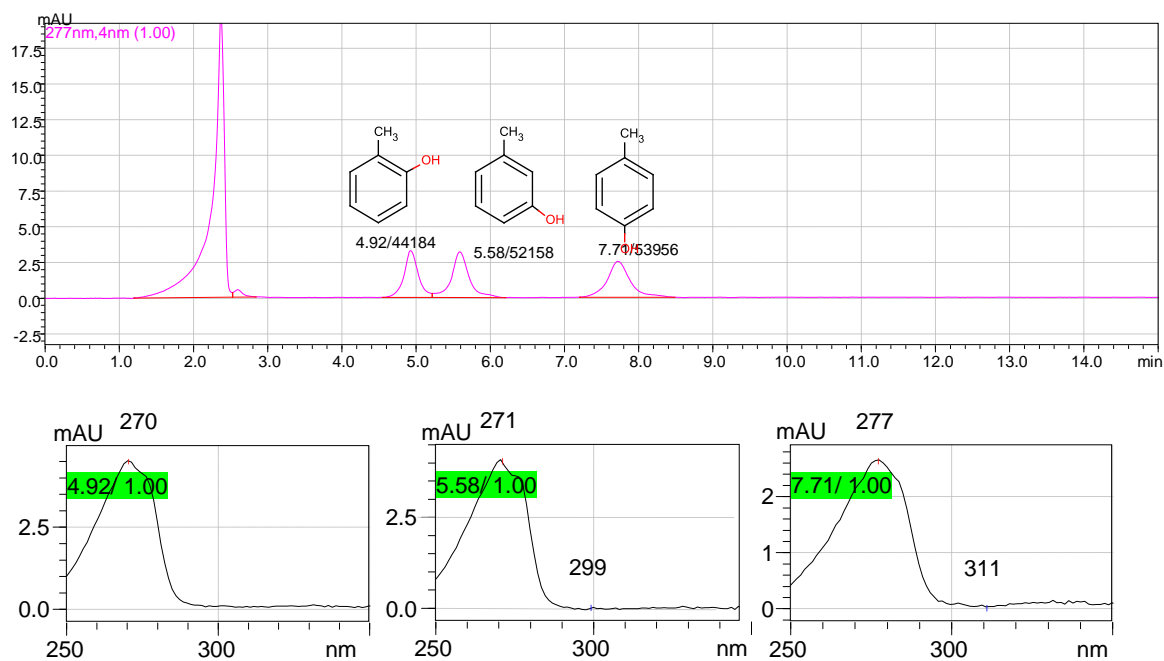 mAU
277nm,4nm (1.00)
17.5
15.0
12.5
10.0
7.5
5.0
2.5
0.0
-2.5
CH3
OH
CH3
OH
CH3
OH
4.92/44184
5.58/52158
7.71/53956
0.0 1.0 2.0 3.0 4.0 5.0 6.0 7.0 8.0 9.0 10.0 11.0 12.0 13.0 14.0 min
mAU 270
4.92/ 1.00
2.5
0.0
250 300 nm
mAU 271
5.58/ 1.00
2.5
299
0.0
250 300 nm
mAU 277
7.71/ 1.00
2
1
311
0
250 300 nm